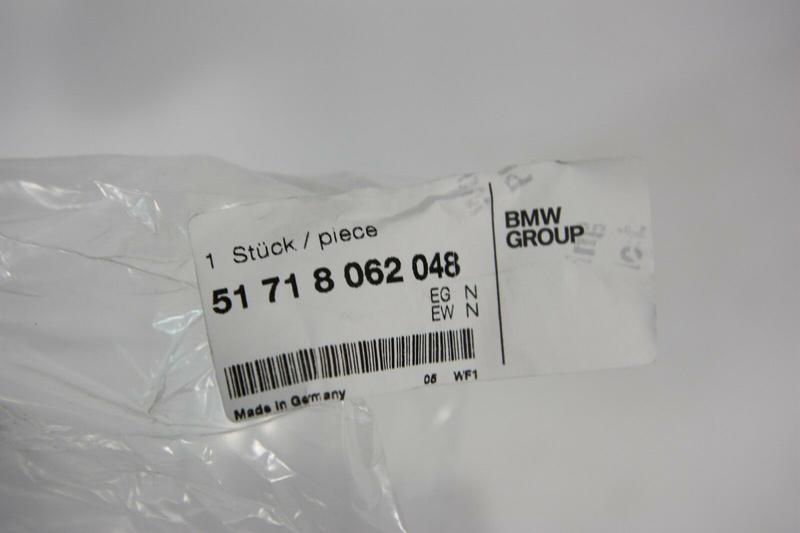 1 Stück / piece
51 71 8 062 048
EG N
EW N
05 WF1
Made in Germany
BMW
GROUP